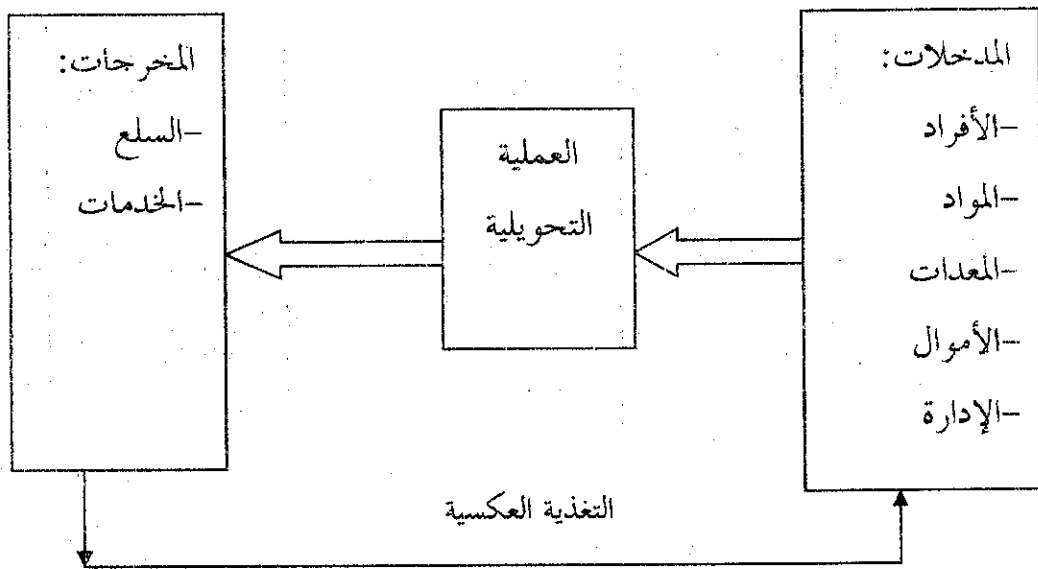 المدخلات:
-الأفراد
-المواد
-المعدات
-الأموال
-الإدارة
العملية
التحويلية
المخرجات:
-السلع
-الخدمات
التغذية العكسية